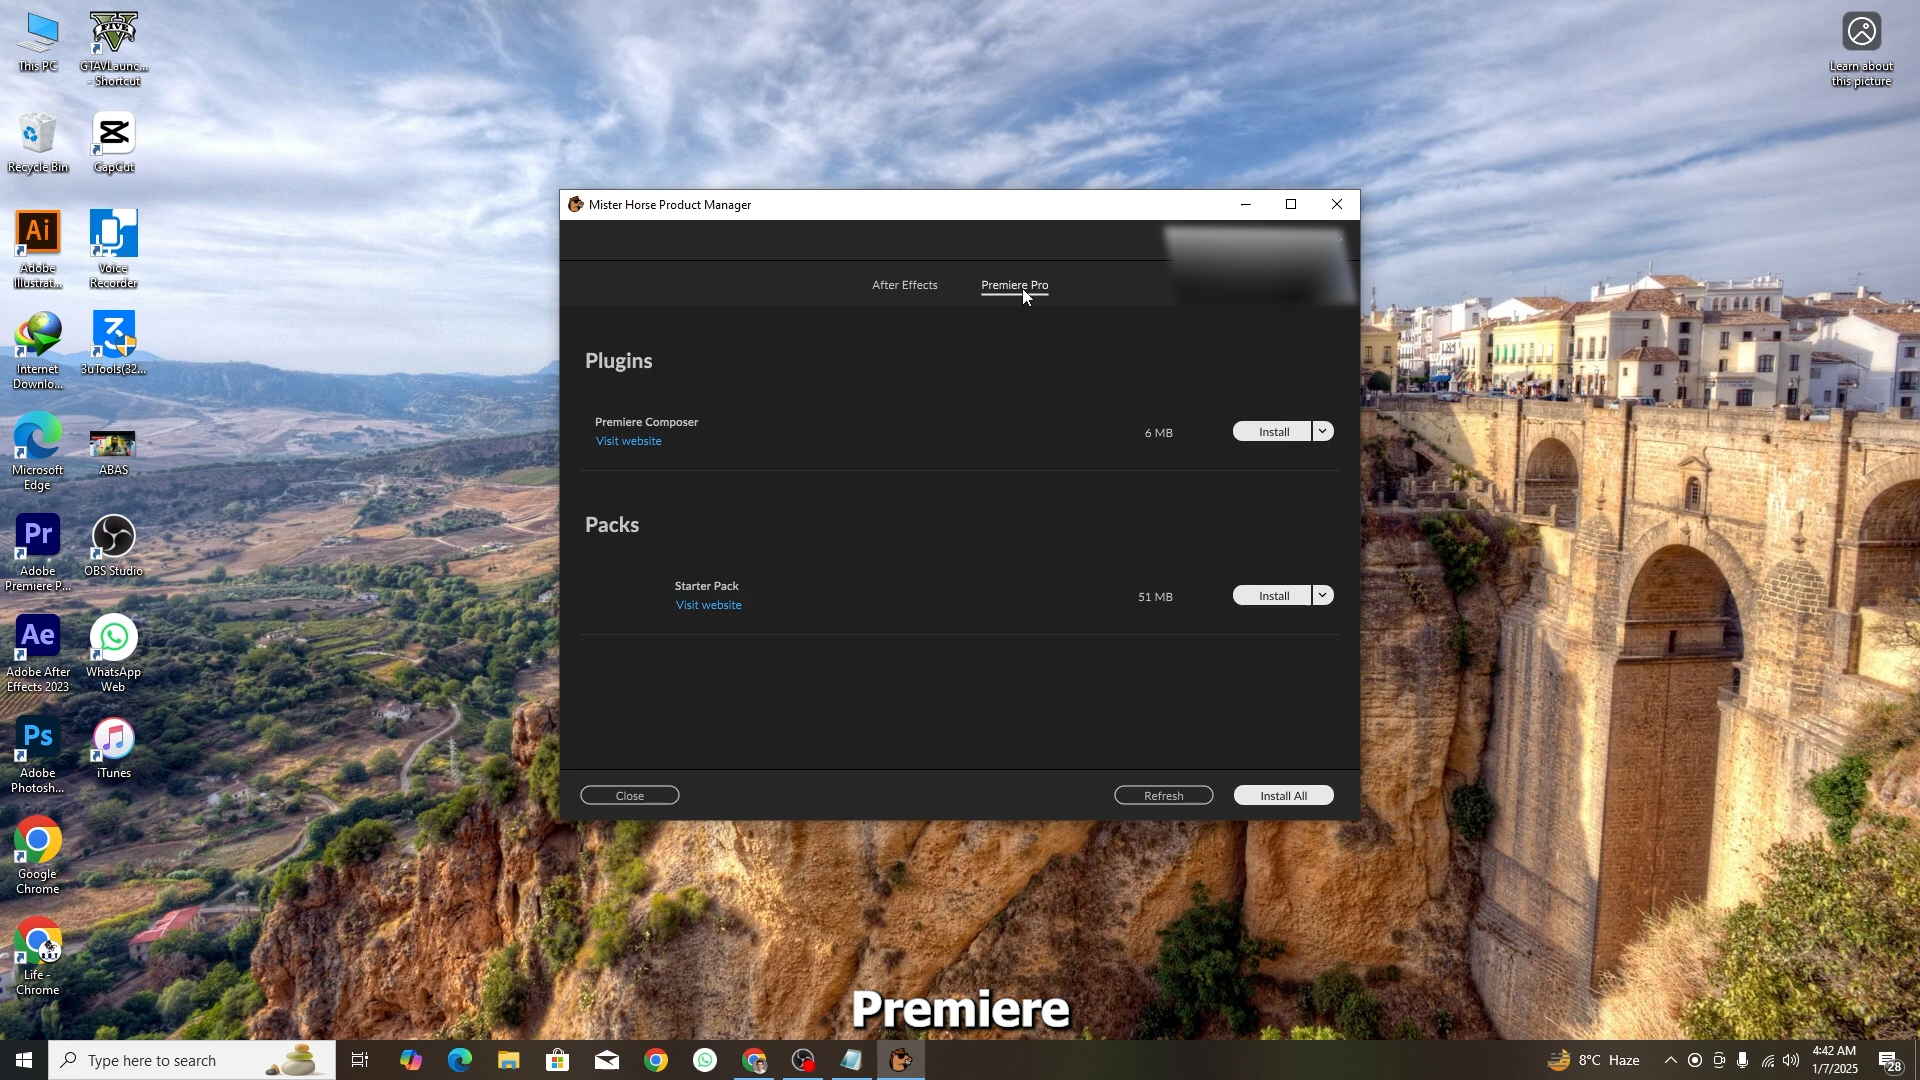 This PC
GTAVLaunc...
- Shortcut
Learn about
this picture
Recycle Bin
CapCut
Mister Horse Product Manager
After Effects
Premiere Pro
Ai
Adobe
Illustrat...
Voice
Recorder
Plugins
Internet
Downlo...
3uTools(32...
Premiere Composer
Visit website
6 MB
Install
Microsoft
Edge
ABAS
Packs
Pr
Adobe
Premiere P...
OBS Studio
Starter Pack
Visit website
51 MB
Install
Ae
Adobe After
Effects 2023
WhatsApp
Web
Ps
Adobe
Photosh...
iTunes
Close
Refresh
Install All
Google
Chrome
Life -
Chrome
Premiere
Type here to search
8°C Haze
4:42 AM
1/7/2025
28